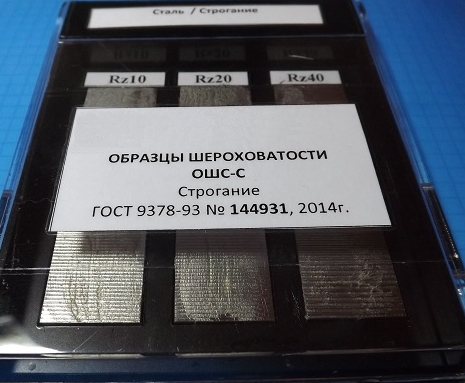 Сталь / Строгание
Rz10 Rz20 Rz40
ОБРАЗЦЫ ШЕРОХОВАТОСТИ
ОШС-С
Строгание
ГОСТ 9378-93 № 144931, 2014г.